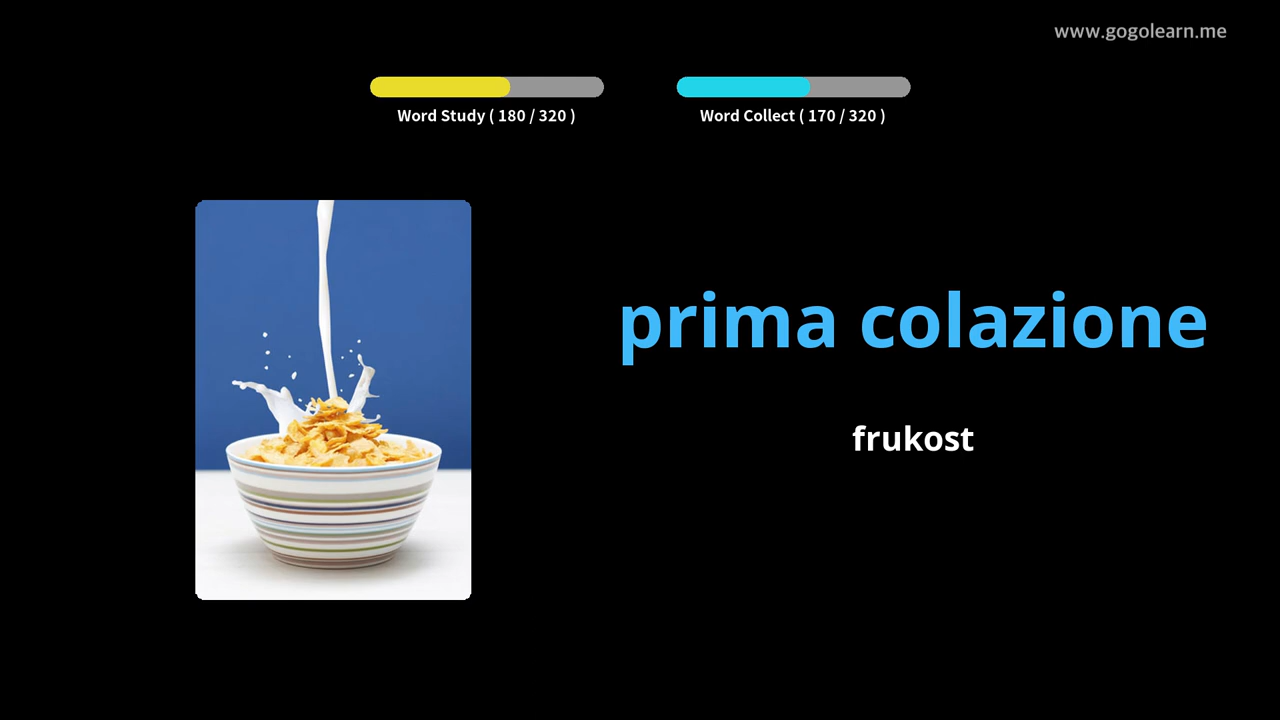 www.gogolearn.me
Word Study ( 180 / 320 )
Word Collect ( 170 / 320 )
prima colazione
frukost